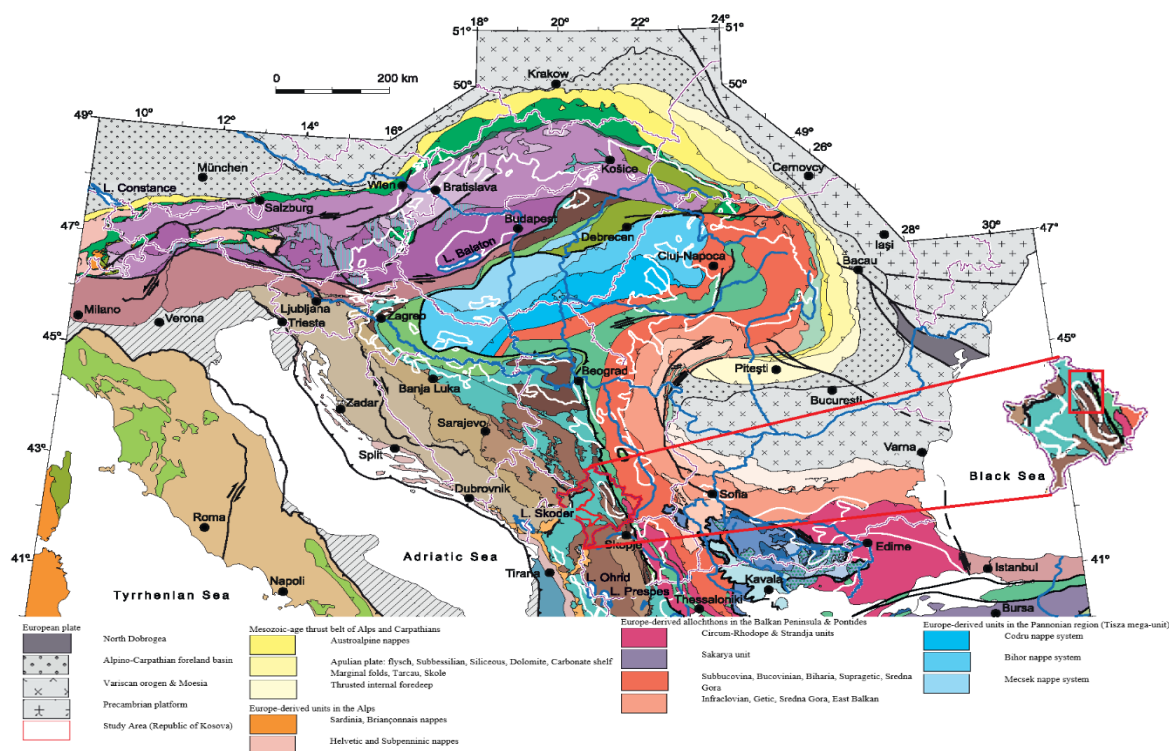 18° 20° 22° 24°
51° 51°
Krakow
0 200 km
50° 50°
49° 10° 12° 14° 16° 26°
München
L. Constance
Wien
Bratislava
Košice
Cernovcy
Salzburg
28° 30° 47°
47°
Budapest
L. Balaton
Debrecen
Iaşi
Cluj-Napoca
Bacau
Milano
Verona
Ljubljana
Trieste
Zagreb
45°
45°
Beograd
Piteşti
Banja Luka
Bucureşti
Zadar
Sarajevo
43°
Split
Varna
Black Sea
Dubrovnik
Sofia
L. Skoder
Roma
Adriatic Sea
Skopje
Edirne
41°
41°
Tirana
L. Ohrid
Istanbul
L. Prespes
Kavala
Tyrrhenian Sea
Napoli
Thessaloniki
Bursa
European plate
North Dobrogea
Alpino-Carpathian foreland basin
Variscan orogen & Moesia
Precambrian platform
Study Area (Republic of Kosova)
Mesozoic-age thrust belt of Alps and Carpathians
Austroalpine nappes
Apulian plate: flysch, Subbessilian, Siliceous, Dolomite, Carbonate shelf
Marginal folds, Tarcau, Skole
Thrusted internal foredeep
Europe-derived units in the Alps
Sardinia, Briançonnais nappes
Helvetic and Subpenninic nappes
Europe-derived allochtons in the Balkan Peninsula & Pontides
Circum-Rhodope & Strandja units
Sakarya unit
Subbucovina, Bucovinian, Biharia, Supragetic, Sredna
Gora
Infraclovian, Getic, Sredna Gora, East Balkan
Europe-derived units in the Pannonian region (Tisza mega-unit)
Codru nappe system
Bihor nappe system
Mecsek nappe system